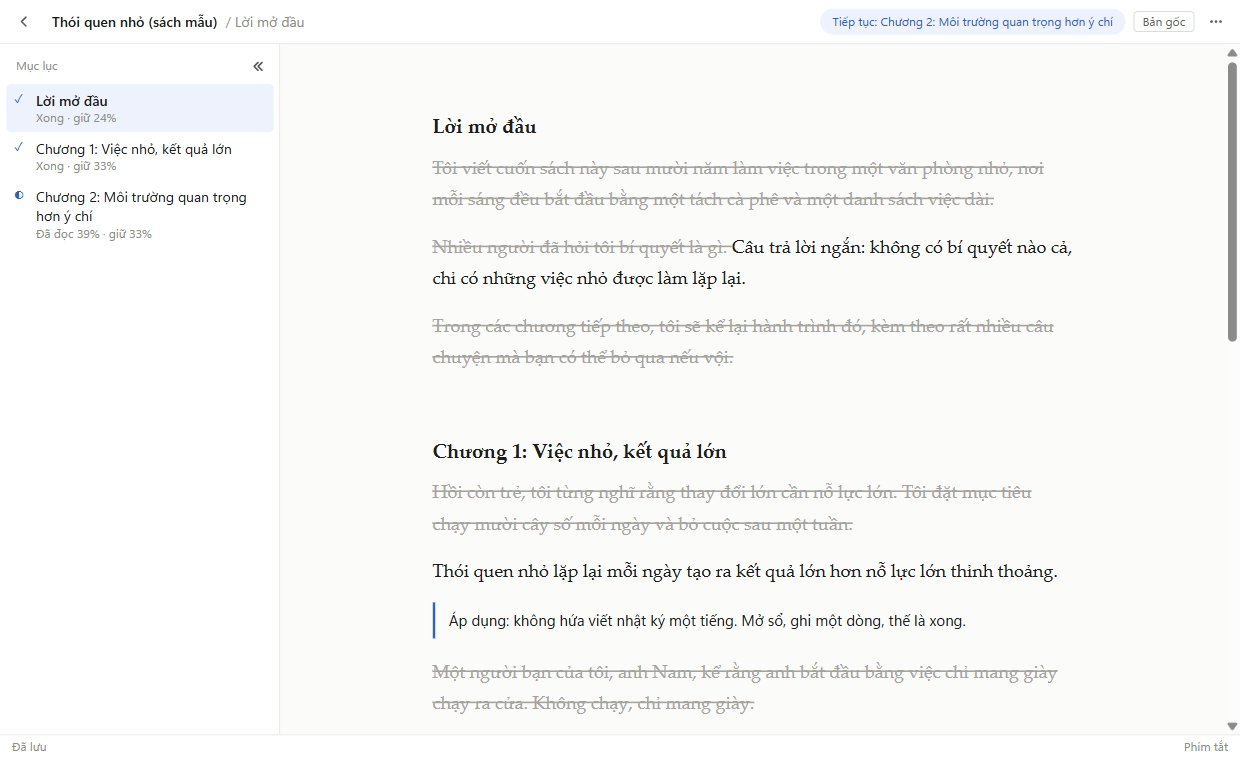 Thói quen nhỏ (sách mẫu) / Lời mở đầu
Tiếp tục: Chương 2: Môi trường quan trọng hơn ý chí
Bản gốc
Mục lục
Lời mở đầu
Xong · giữ 24%
Chương 1: Việc nhỏ, kết quả lớn
Xong · giữ 33%
Chương 2: Môi trường quan trọng
hơn ý chí
Đã đọc 39% · giữ 33%
Lời mở đầu
Tôi viết cuốn sách này sau mười năm làm việc trong một văn phòng nhỏ, nơi
mỗi sáng đều bắt đầu bằng một tách cà phê và một danh sách việc dài.
Nhiều người đã hỏi tôi bí quyết là gì. Câu trả lời ngắn: không có bí quyết nào cả,
chỉ có những việc nhỏ được làm lặp lại.
Trong các chương tiếp theo, tôi sẽ kể lại hành trình đó, kèm theo rất nhiều câu
chuyện mà bạn có thể bỏ qua nếu vội.
Chương 1: Việc nhỏ, kết quả lớn
Hồi còn trẻ, tôi từng nghĩ rằng thay đổi lớn cần nỗ lực lớn. Tôi đặt mục tiêu
chạy mười cây số mỗi ngày và bỏ cuộc sau một tuần.
Thói quen nhỏ lặp lại mỗi ngày tạo ra kết quả lớn hơn nỗ lực lớn thỉnh thoảng.
Áp dụng: không hứa viết nhật ký một tiếng. Mở sổ, ghi một dòng, thế là xong.
Một người bạn của tôi, anh Nam, kể rằng anh bắt đầu bằng việc chỉ mang giày
chạy ra cửa. Không chạy, chỉ mang giày.
Đã lưu
Phím tắt